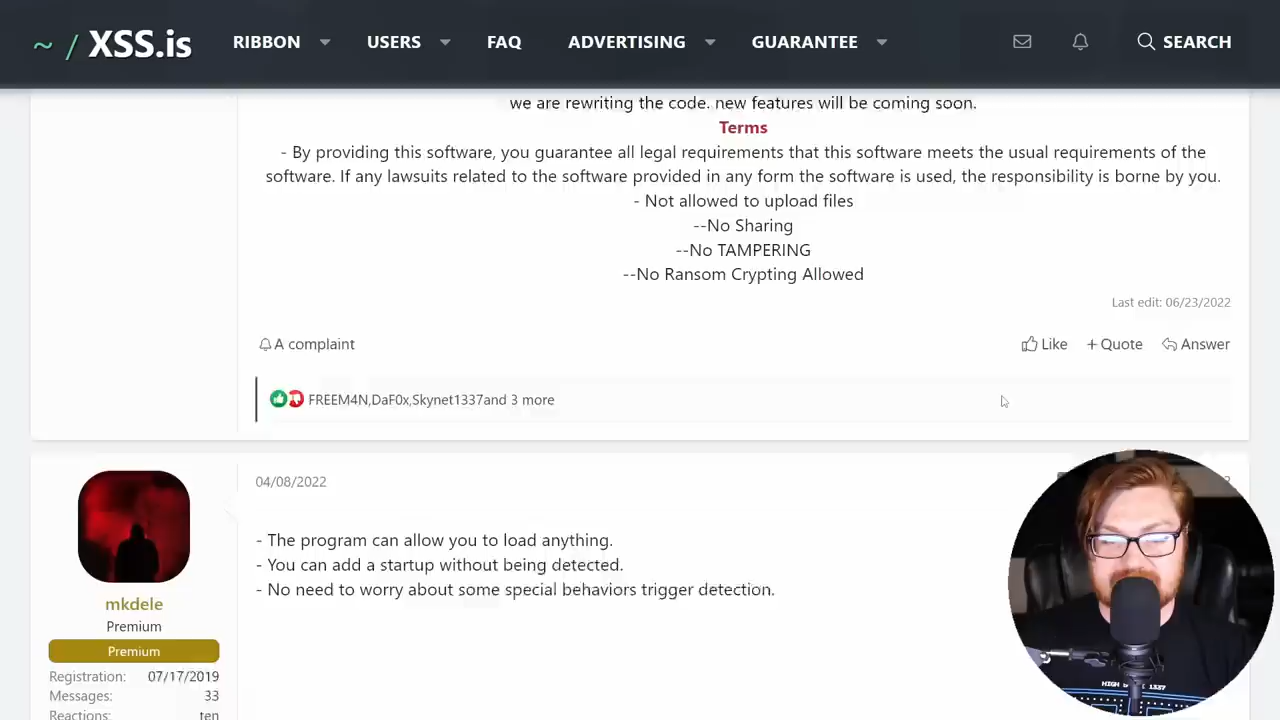 ~ / XSS.is RIBBON USERS FAQ ADVERTISING GUARANTEE SEARCH
we are rewriting the code. new features will be coming soon.
Terms
- By providing this software, you guarantee all legal requirements that this software meets the usual requirements of the
software. If any lawsuits related to the software provided in any form the software is used, the responsibility is borne by you.
- Not allowed to upload files
--No Sharing
--No TAMPERING
--No Ransom Crypting Allowed
Last edit: 06/23/2022
A complaint Like +Quote Answer
FREEM4N,DaF0x,Skynet1337and 3 more
04/08/2022
- The program can allow you to load anything.
- You can add a startup without being detected.
- No need to worry about some special behaviors trigger detection.
mkdele
Premium
Premium
Registration: 07/17/2019
Messages: 33
Reactions: ten